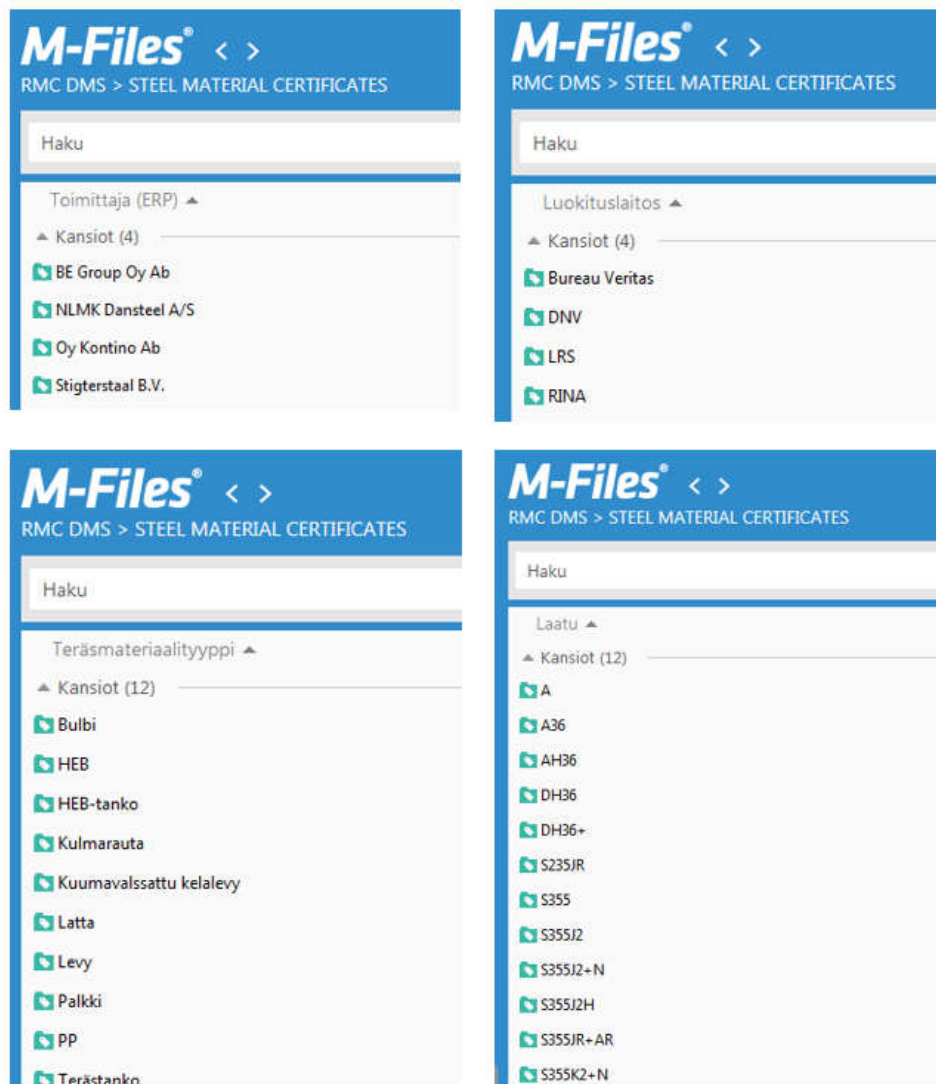 M-Files® < >
RMC DMS > STEEL MATERIAL CERTIFICATES
Haku
Toimittaja (ERP)
Kansiot (4)
BE Group Oy Ab
NLMK Dansteel A/S
Oy Kontino Ab
Stigterstaal B.V.
M-Files® < >
RMC DMS > STEEL MATERIAL CERTIFICATES
Haku
Luokituslaitos
Kansiot (4)
Bureau Veritas
DNV
LRS
RINA
M-Files® < >
RMC DMS > STEEL MATERIAL CERTIFICATES
Haku
Teräsmateriaalityyppi
Kansiot (12)
Bulbi
HEB
HEB-tanko
Kulmarauta
Kuumavalssattu kelalevy
Latta
Levy
Palkki
PP
Terästanko
M-Files® < >
RMC DMS > STEEL MATERIAL CERTIFICATES
Haku
Laatu
Kansiot (12)
A
A36
AH36
DH36
DH36+
S235JR
S355
S355J2
S355J2+N
S355J2H
S355JR+AR
S355K2+N